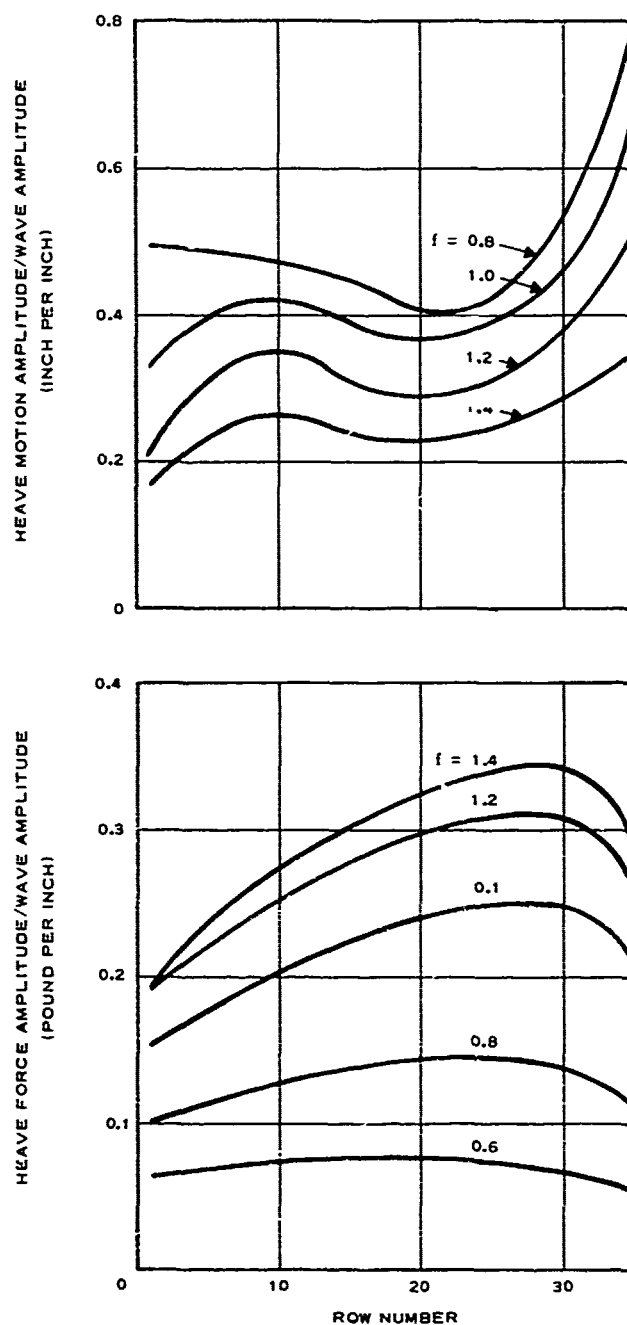 HEAVE MOTION AMPLITUDE/WAVE AMPLITUDE
(INCH PER INCH)
0.8
0.6
0.4
0.2
0
f = 0.8
1.0
1.2
1.4
HEAVE FORCE AMPLITUDE/WAVE AMPLITUDE
(POUND PER INCH)
0.4
0.3
0.2
0.1
f = 1.4
1.2
0.1
0.8
0.6
0
10
20
30
ROW NUMBER